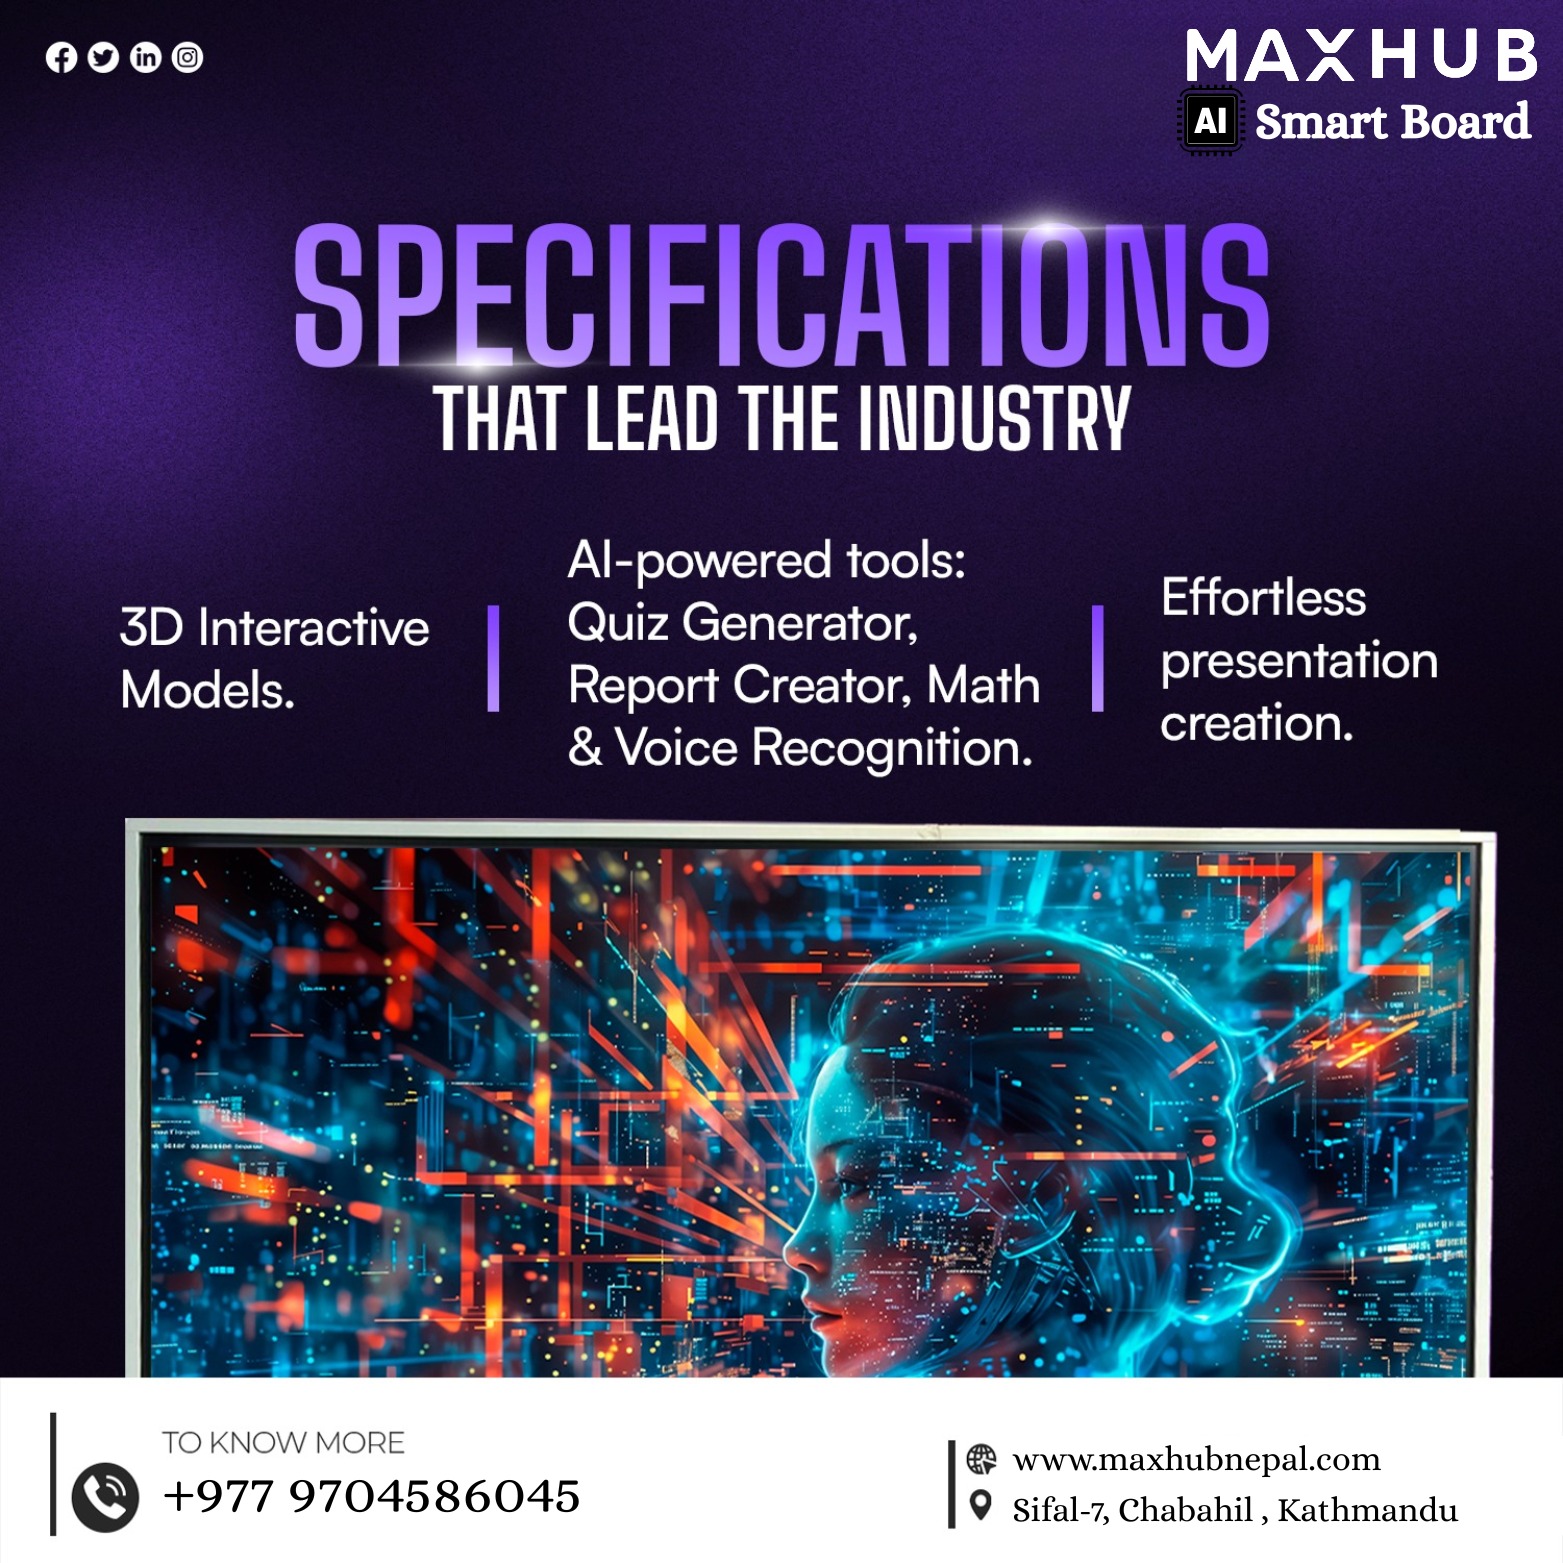 MAXHUB
AI Smart Board
SPECIFICATIONS
THAT LEAD THE INDUSTRY
3D Interactive
Models.
AI-powered tools:
Quiz Generator,
Report Creator, Math
& Voice Recognition.
Effortless
presentation
creation.
TO KNOW MORE
+977 9704586045
www.maxhubnepal.com
Sifal-7, Chabahil , Kathmandu